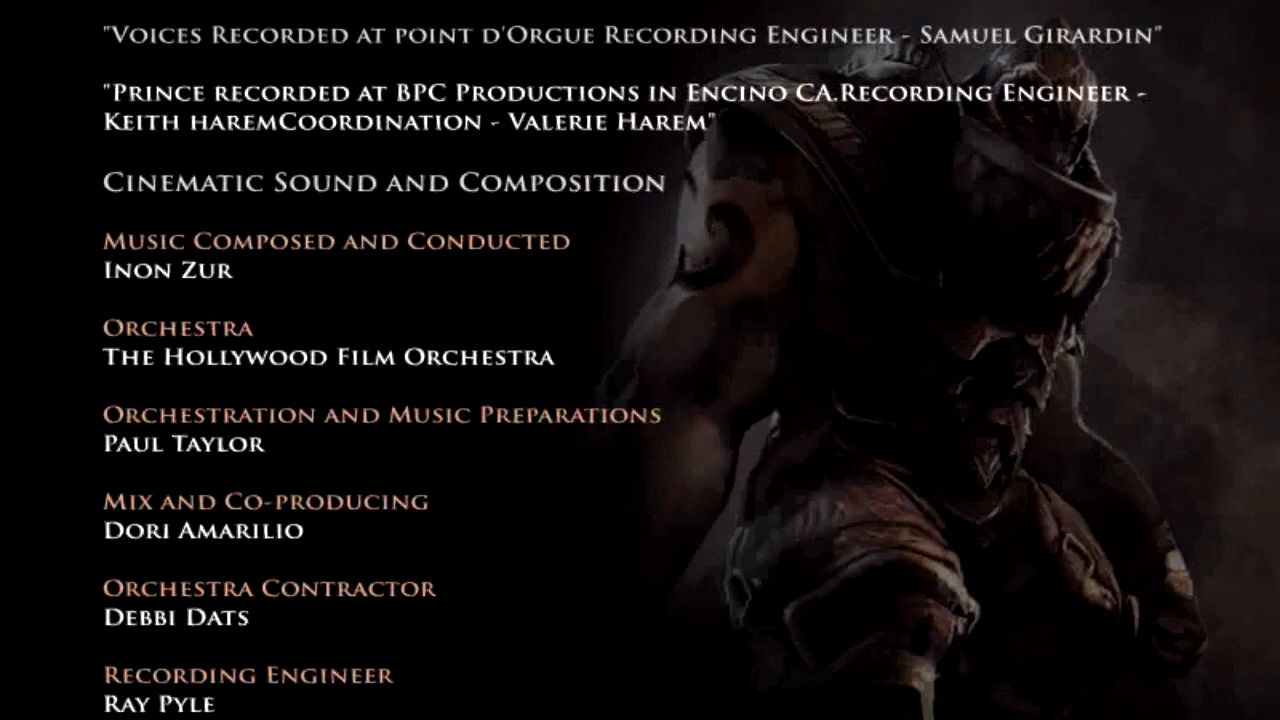 "Voices Recorded at point d'Orgue Recording Engineer - Samuel Girardin"
"Prince recorded at BPC Productions in Encino CA.Recording Engineer -
Keith haremCoordination - Valerie Harem"
Cinematic Sound and Composition
Music Composed and Conducted
Inon Zur
Orchestra
The Hollywood Film Orchestra
Orchestration and Music Preparations
Paul Taylor
Mix and Co-producing
Dori Amarilio
Orchestra Contractor
Debbi Dats
Recording Engineer
Ray Pyle